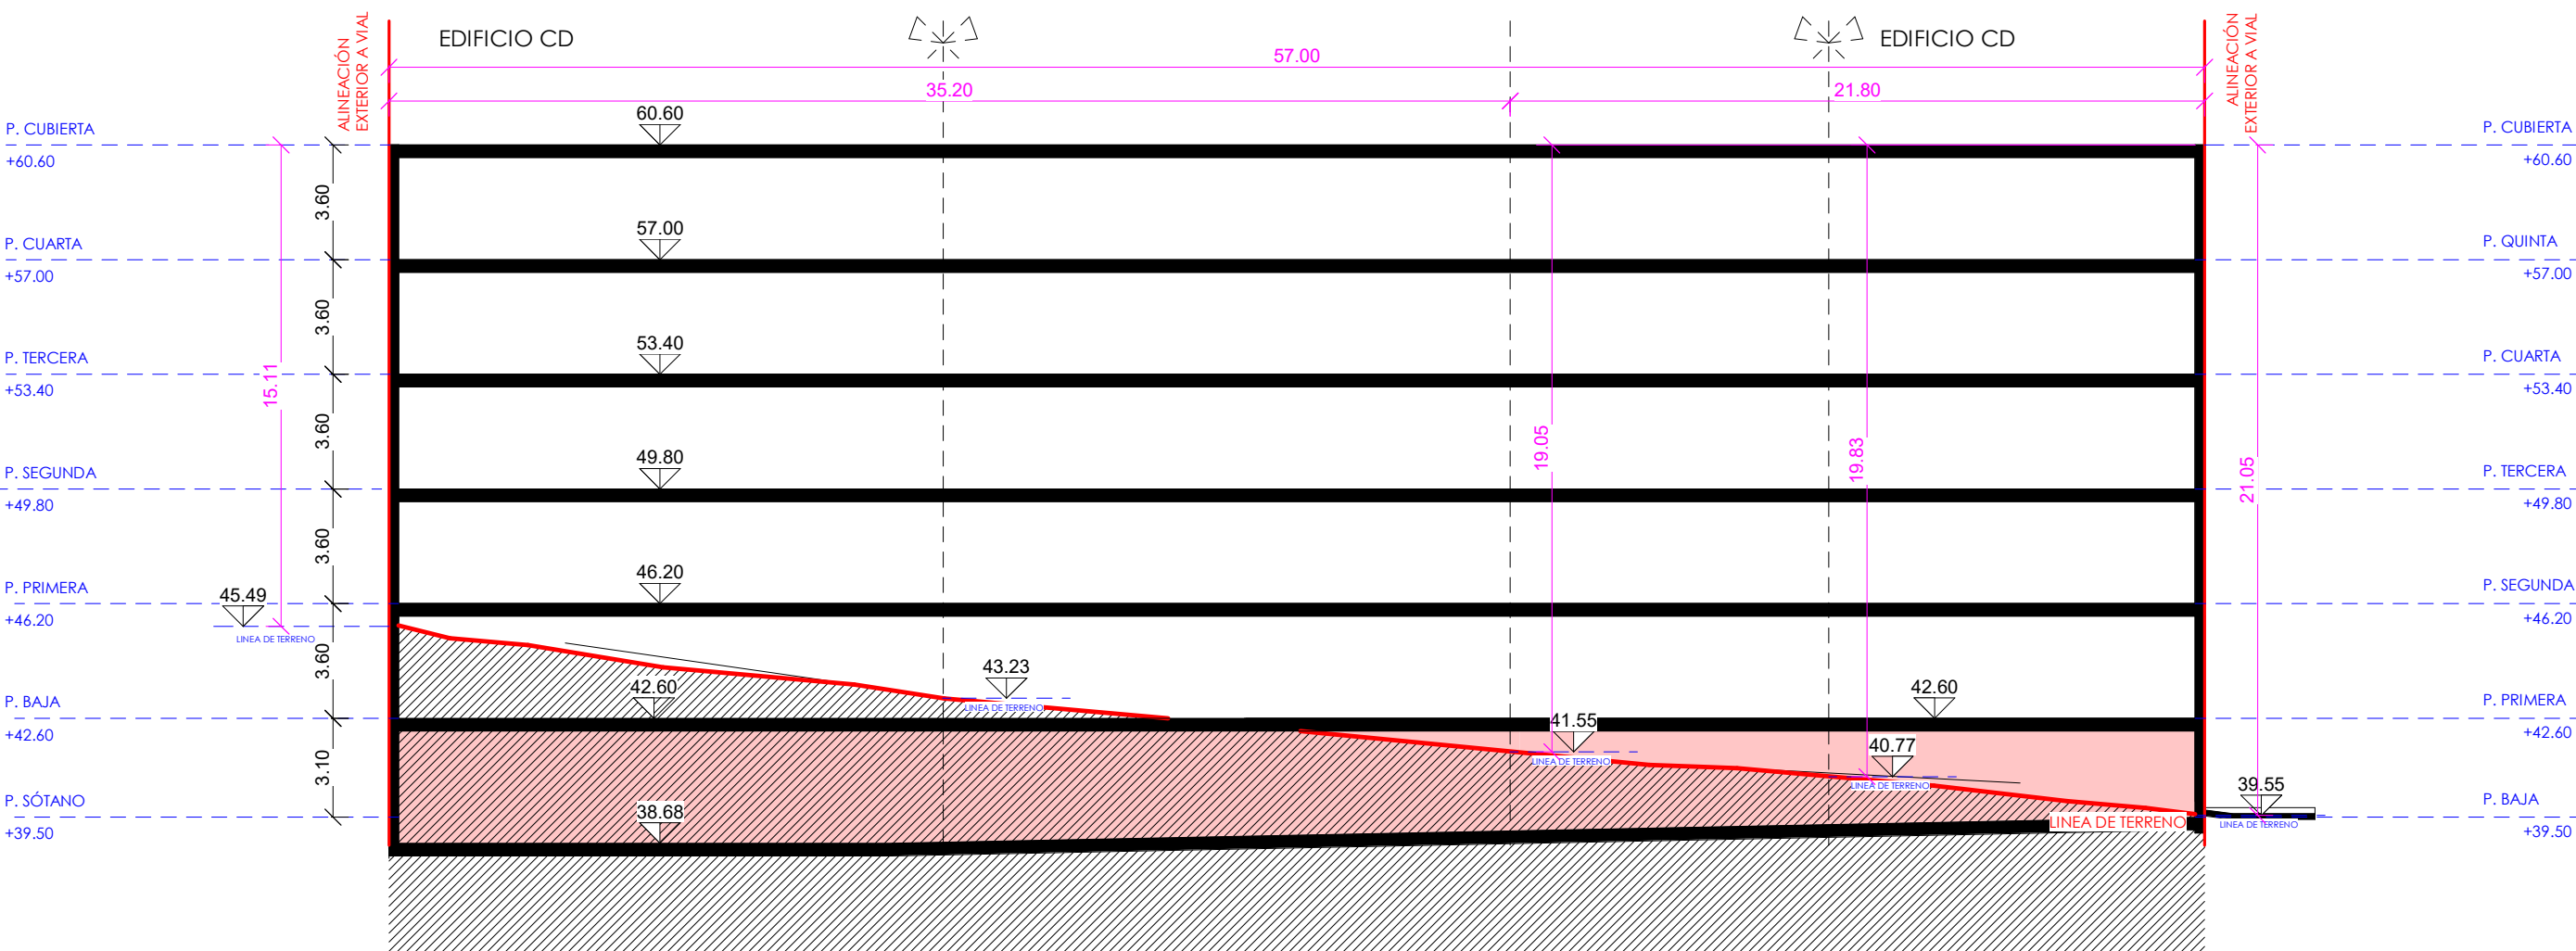 ALINEACIÓN
EXTERIOR A VIAL
EDIFICIO CD
EDIFICIO CD
ALINEACIÓN
EXTERIOR A VIAL
57.00
35.20
21.80
P. CUBIERTA
+60.60
60.60
P. CUBIERTA
+60.60
3.60
P. CUARTA
+57.00
57.00
P. QUINTA
+57.00
3.60
P. TERCERA
+53.40
53.40
P. CUARTA
+53.40
15.11
3.60
19.05
19.83
21.05
P. SEGUNDA
+49.80
49.80
P. TERCERA
+49.80
3.60
P. PRIMERA
+46.20
46.20
P. SEGUNDA
+46.20
45.49
LINEA DE TERRENO
3.60
43.23
LINEA DE TERRENO
P. BAJA
+42.60
42.60
42.60
P. PRIMERA
+42.60
41.55
LINEA DE TERRENO
40.77
LINEA DE TERRENO
3.10
P. SÓTANO
+39.50
38.68
39.55
LINEA DE TERRENO
LINEA DE TERRENO
P. BAJA
+39.50